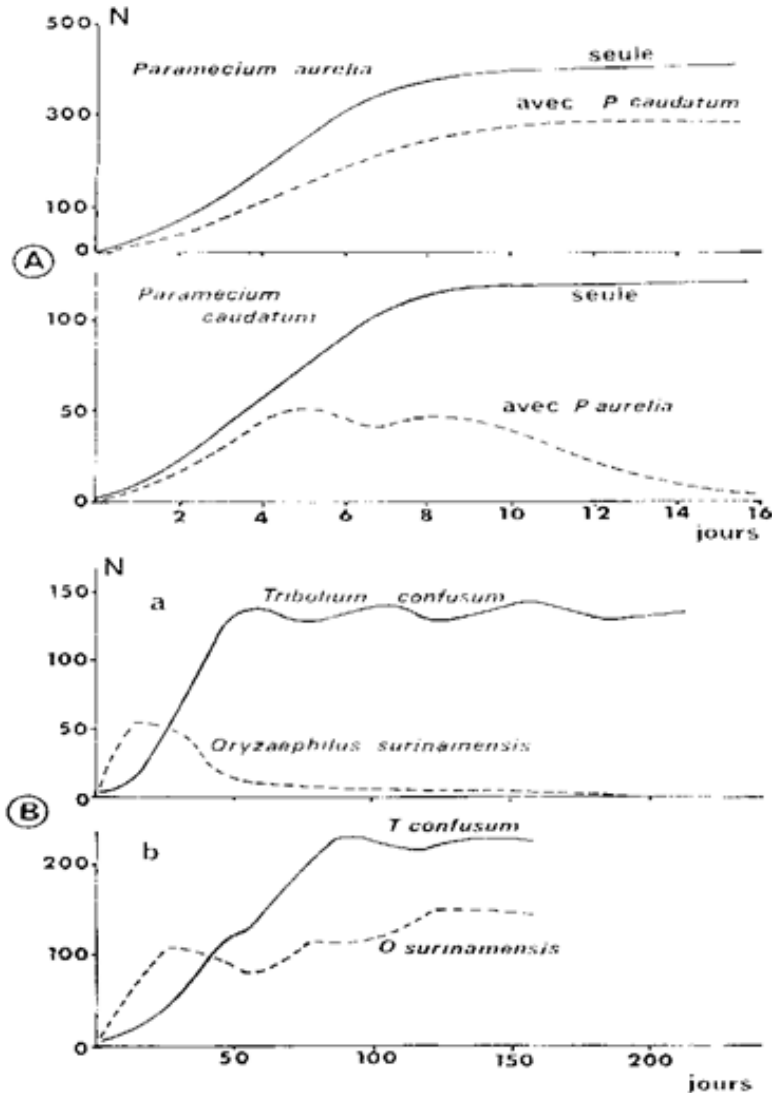 N
500
Paramecium aurelia
seule
avec P caudatum
300
100
0
A
Paramecium
caudatum
seule
100
50
avec P aurelia
0
2 4 6 8 10 12 14 16
jours
N
150
a
Tribolium confusum
100
50
Oryzaephilus surinamensis
0
B
b
T confusum
200
100
O surinamensis
0
50 100 150 200
jours